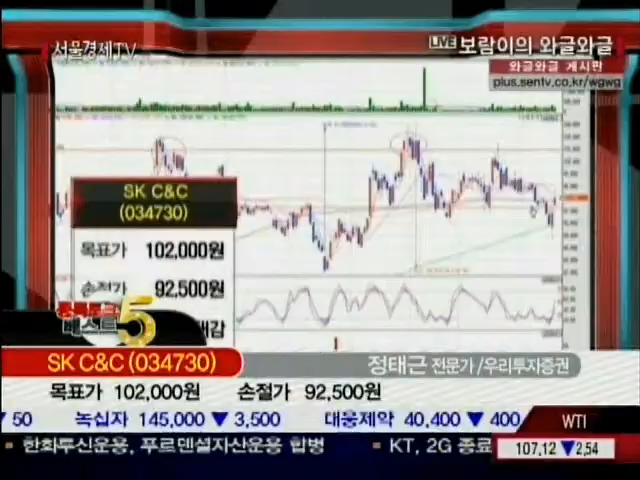 서울경제TV
LIVE 보람이의 와글와글
와글와글 게시판
plus.sentv.co.kr/wgwg
SK C&C
(034730)
목표가 102,000원
손절가 92,500원
대감
종목토크
베스트 5
SK C&C (034730)
정태근 전문가/우리투자증권
목표가 102,000원 손절가 92,500원
50 녹십자 145,000 ▼ 3,500 대웅제약 40,400 ▼ 400
WTI
한화투신운용, 푸르덴셜자산운용 합병 KT, 2G 종료
107,12 ▼ 2,54